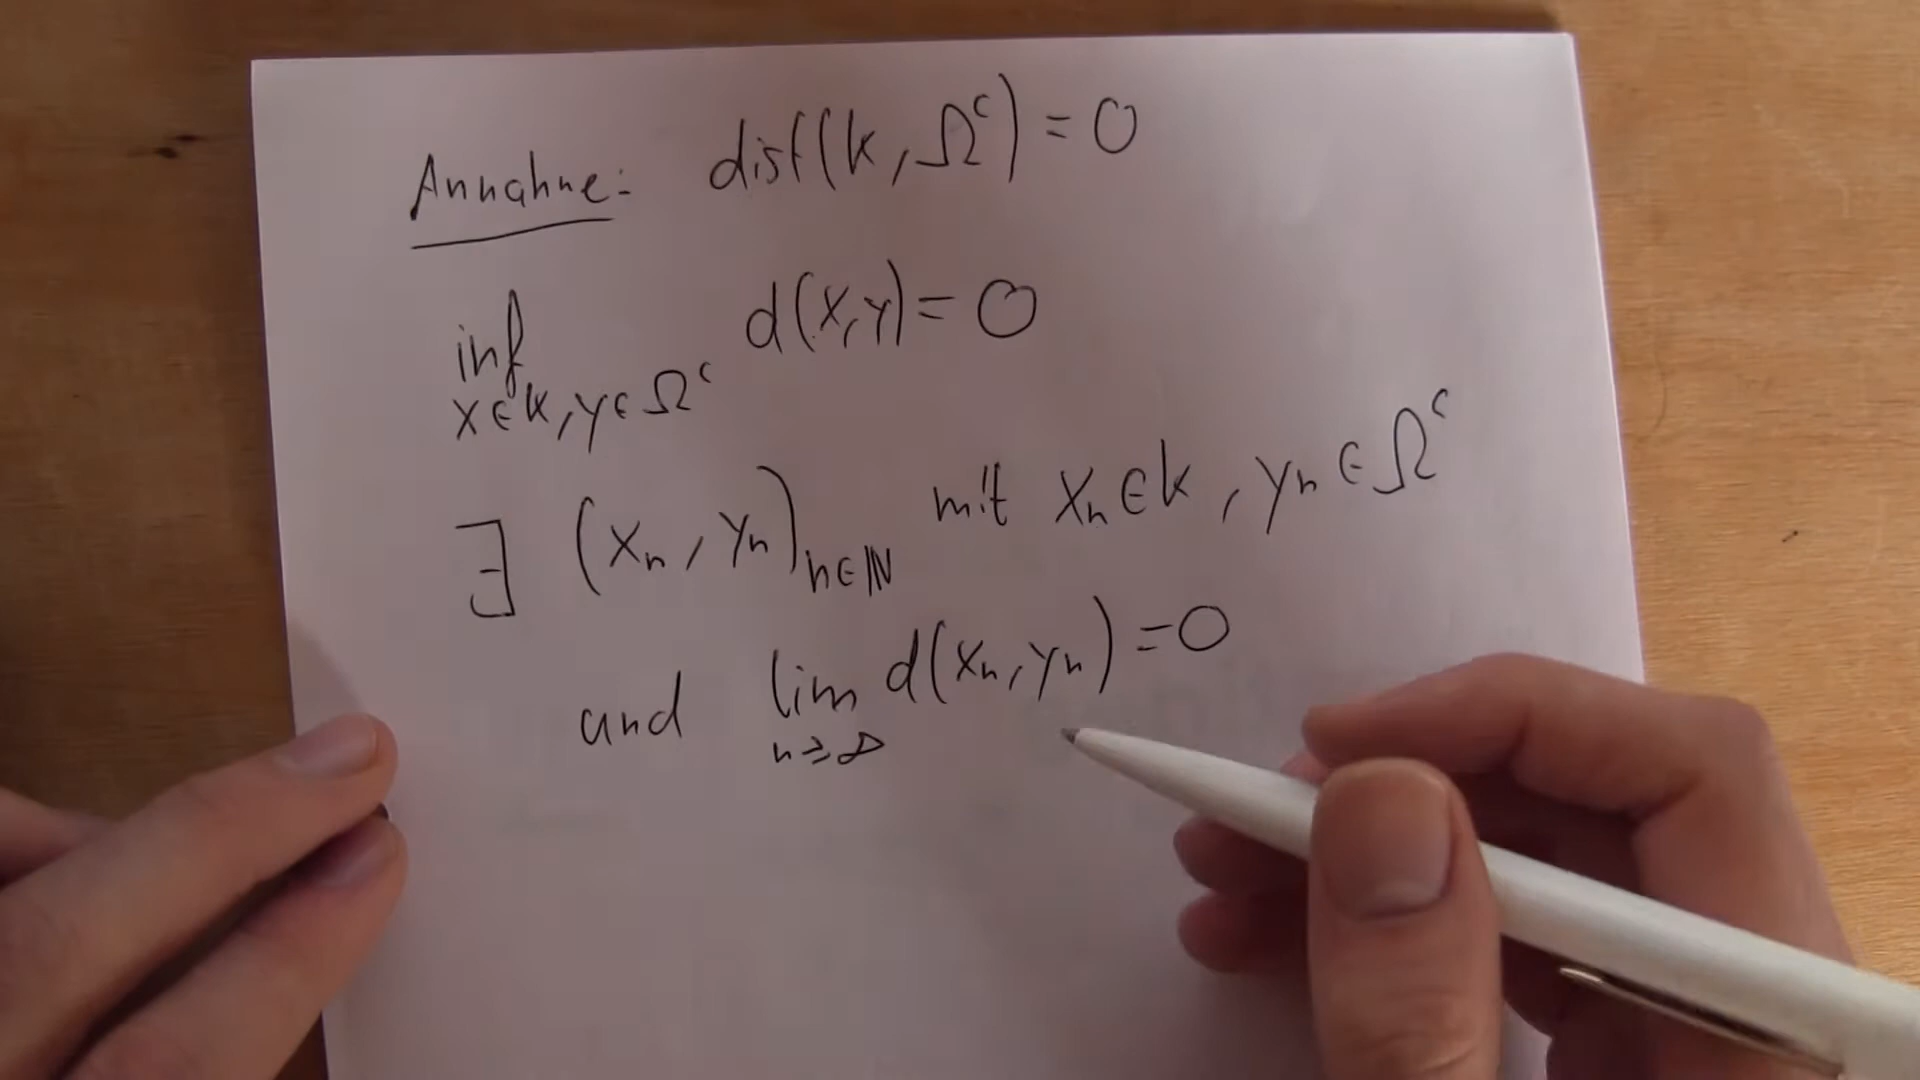 Annahme: dist(K, Ω^c) = 0
inf d(x,y) = 0
x∈K, y∈Ω^c
∃ (x_n, y_n)_{n∈ℕ} mit x_n∈K, y_n∈Ω^c
und lim d(x_n, y_n) = 0
n→∞